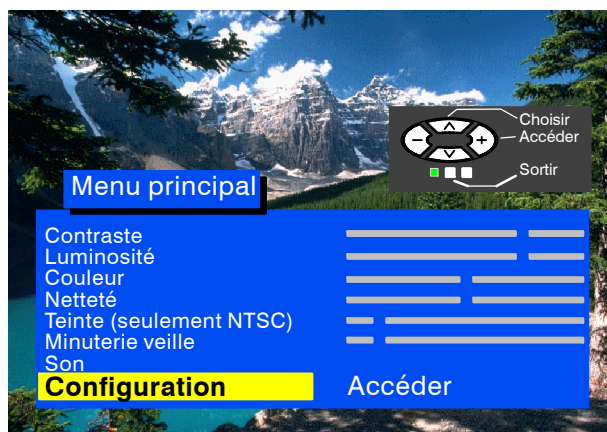 Choisir
Accéder
Sortir
Menu principal
Contraste
Luminosité
Couleur
Netteté
Teinte (seulement NTSC)
Minuterie veille
Son
Configuration Accéder